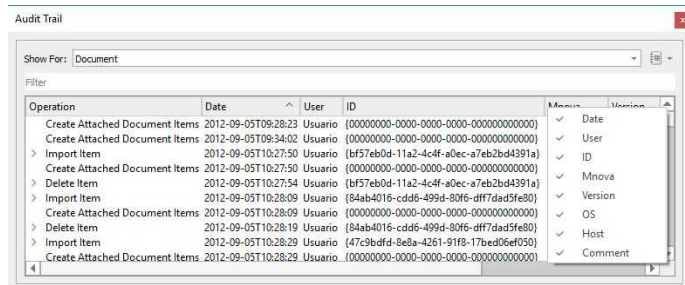 Audit Trail
x
Show For: Document
Filter
Operation Date User ID Mnova Version
Create Attached Document Items 2012-09-05T09:28:23 Usuario {00000000-0000-0000-0000-000000000000}
Create Attached Document Items 2012-09-05T09:34:02 Usuario {00000000-0000-0000-0000-000000000000}
> Import Item 2012-09-05T10:27:50 Usuario {bf57eb0d-11a2-4c4f-a0ec-a7eb2bd4391a}
Create Attached Document Items 2012-09-05T10:27:50 Usuario {00000000-0000-0000-0000-000000000000}
> Delete Item 2012-09-05T10:27:54 Usuario {bf57eb0d-11a2-4c4f-a0ec-a7eb2bd4391a}
> Import Item 2012-09-05T10:28:09 Usuario {84ab4016-cdd6-499d-80f6-dff7dad5fe80}
Create Attached Document Items 2012-09-05T10:28:09 Usuario {00000000-0000-0000-0000-000000000000}
> Delete Item 2012-09-05T10:28:19 Usuario {84ab4016-cdd6-499d-80f6-dff7dad5fe80}
> Import Item 2012-09-05T10:28:29 Usuario {47c9bdfd-8e8a-4261-91f8-17bed06ef050}
Create Attached Document Items 2012-09-05T10:28:29 Usuario {00000000-0000-0000-0000-000000000000}
✓ Date
✓ User
✓ ID
✓ Mnova
✓ Version
✓ OS
✓ Host
✓ Comment